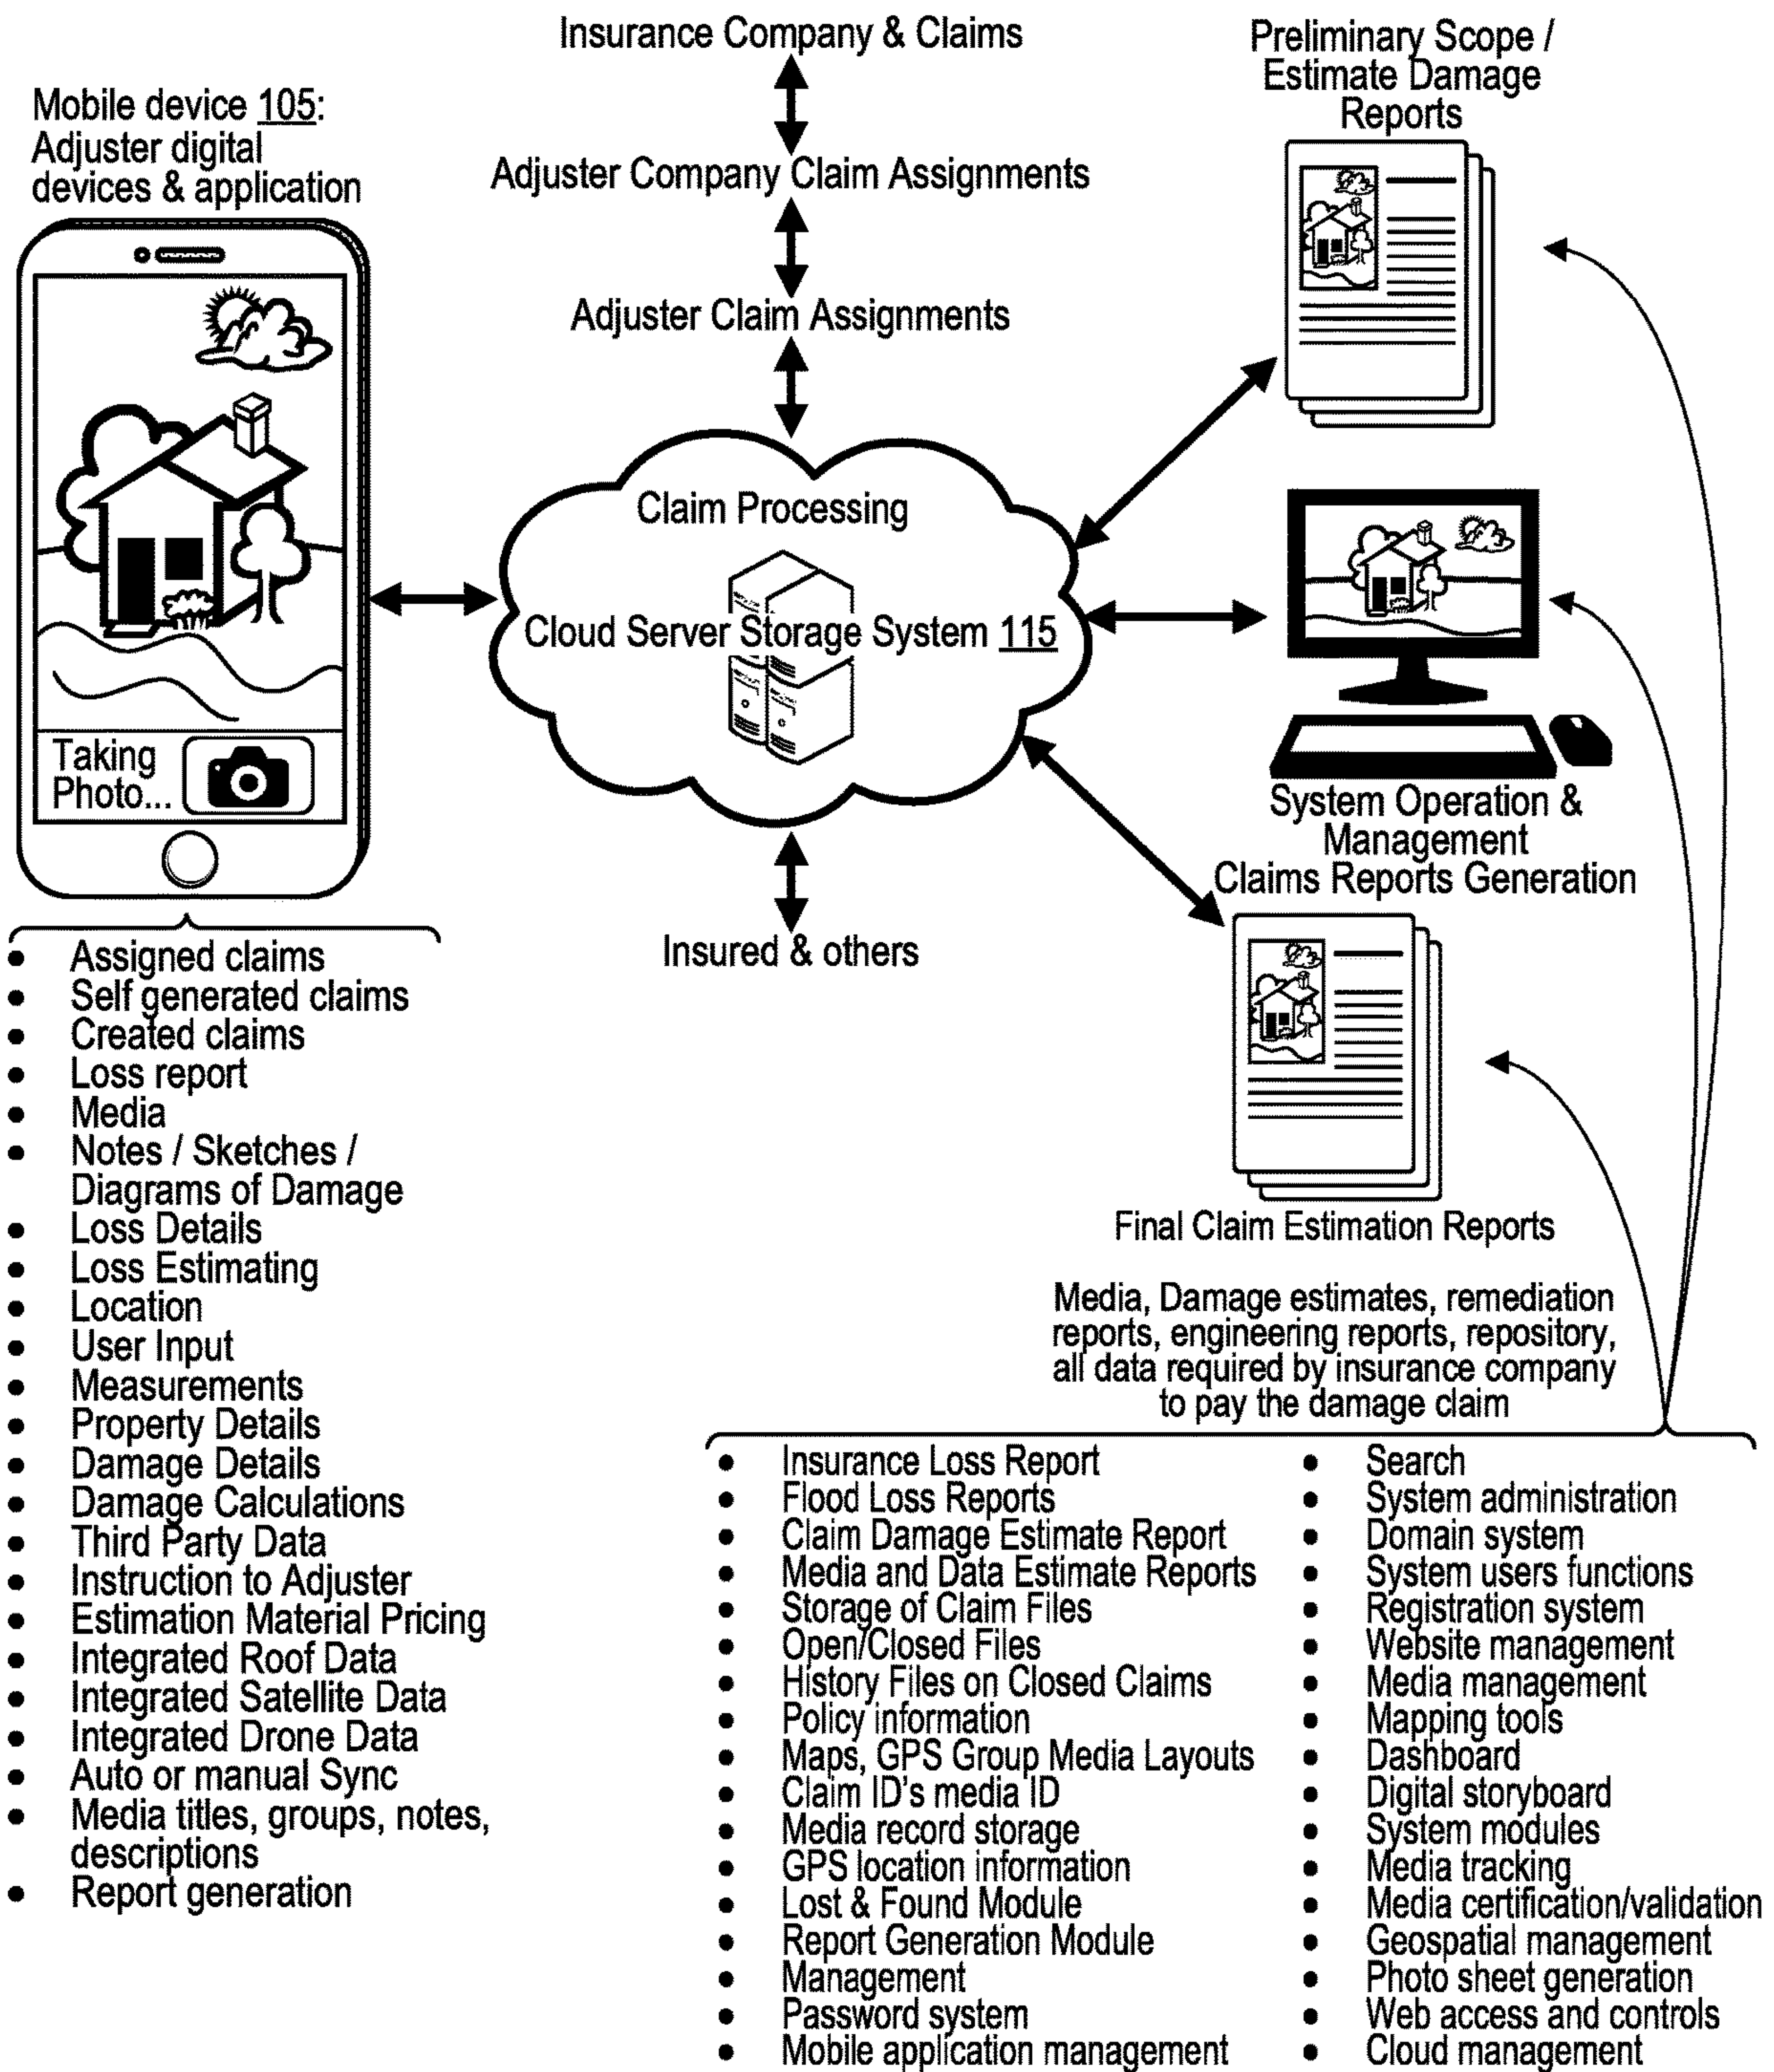 Insurance Company & Claims
Adjuster Company Claim Assignments
Adjuster Claim Assignments
Preliminary Scope /
Estimate Damage
Reports
Mobile device 105:
Adjuster digital
devices & application
Taking
Photo...
Claim Processing
Cloud Server Storage System 115
Insured & others
System Operation &
Management
Claims Reports Generation
Final Claim Estimation Reports
Media, Damage estimates, remediation
reports, engineering reports, repository,
all data required by insurance company
to pay the damage claim
• Assigned claims
• Self generated claims
• Created claims
• Loss report
• Media
• Notes / Sketches /
Diagrams of Damage
• Loss Details
• Loss Estimating
• Location
• User Input
• Measurements
• Property Details
• Damage Details
• Damage Calculations
• Third Party Data
• Instruction to Adjuster
• Estimation Material Pricing
• Integrated Roof Data
• Integrated Satellite Data
• Integrated Drone Data
• Auto or manual Sync
• Media titles, groups, notes,
descriptions
• Report generation
• Insurance Loss Report
• Flood Loss Reports
• Claim Damage Estimate Report
• Media and Data Estimate Reports
• Storage of Claim Files
• Open/Closed Files
• History Files on Closed Claims
• Policy information
• Maps, GPS Group Media Layouts
• Claim ID's media ID
• Media record storage
• GPS location information
• Lost & Found Module
• Report Generation Module
• Management
• Password system
• Mobile application management
• Search
• System administration
• Domain system
• System users functions
• Registration system
• Website management
• Media management
• Mapping tools
• Dashboard
• Digital storyboard
• System modules
• Media tracking
• Media certification/validation
• Geospatial management
• Photo sheet generation
• Web access and controls
• Cloud management